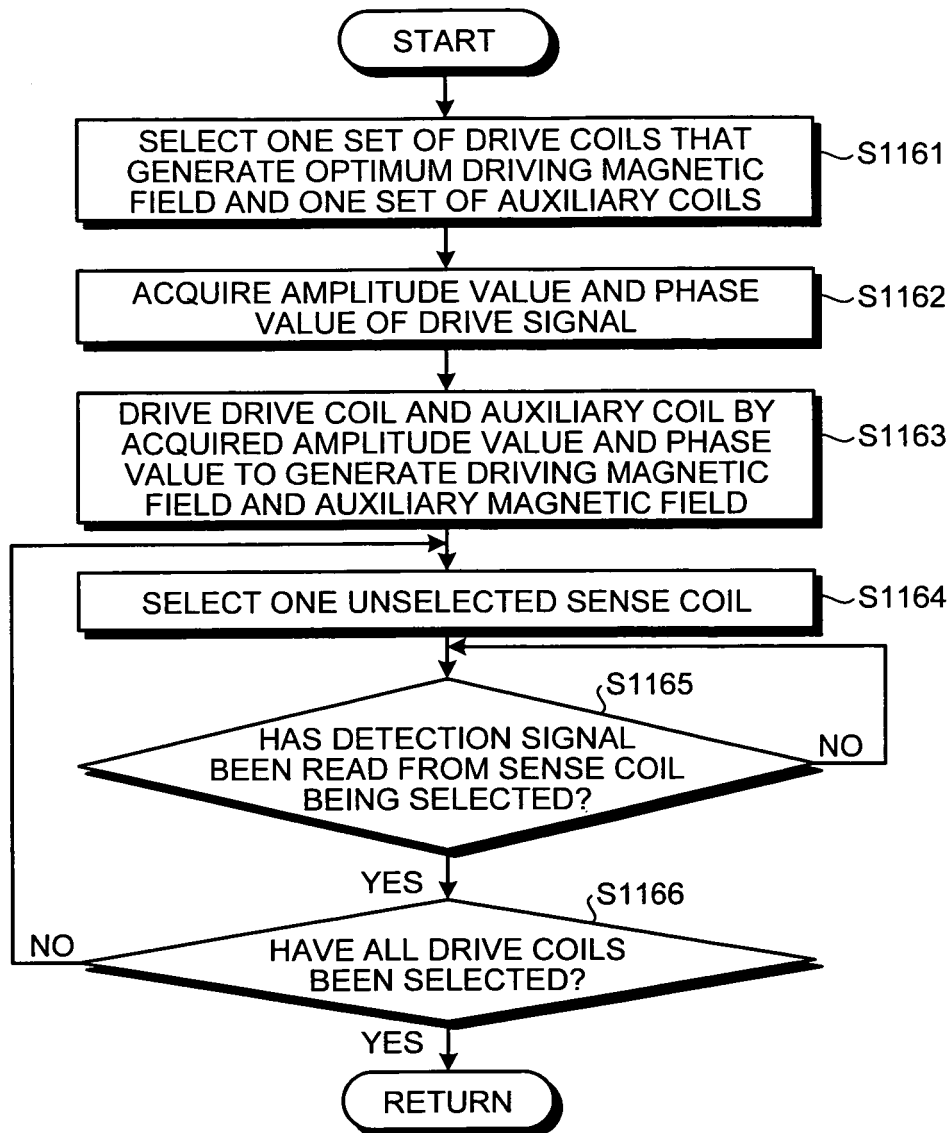 START
SELECT ONE SET OF DRIVE COILS THAT
GENERATE OPTIMUM DRIVING MAGNETIC
FIELD AND ONE SET OF AUXILIARY COILS
S1161
ACQUIRE AMPLITUDE VALUE AND PHASE
VALUE OF DRIVE SIGNAL
S1162
DRIVE DRIVE COIL AND AUXILIARY COIL BY
ACQUIRED AMPLITUDE VALUE AND PHASE
VALUE TO GENERATE DRIVING MAGNETIC
FIELD AND AUXILIARY MAGNETIC FIELD
S1163
SELECT ONE UNSELECTED SENSE COIL
S1164
S1165
HAS DETECTION SIGNAL
BEEN READ FROM SENSE COIL
BEING SELECTED?
NO
YES
S1166
NO
HAVE ALL DRIVE COILS
BEEN SELECTED?
YES
RETURN